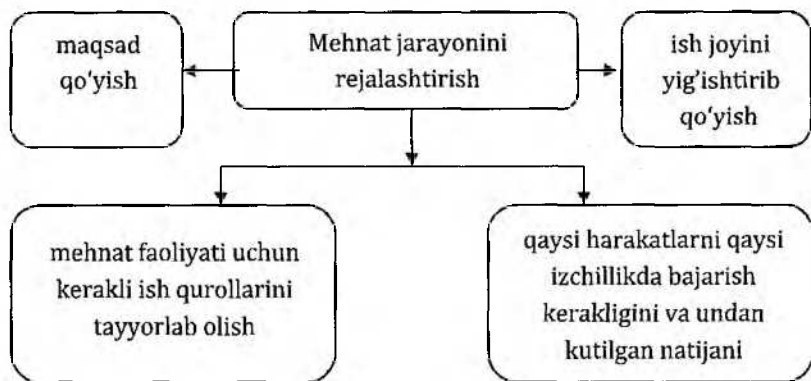 maqsad
qo‘yish
Mehnat jarayonini
rejalashtirish
ish joyini
yig‘ishtirib
qo‘yish
mehnat faoliyati uchun
kerakli ish qurollarini
tayyorlab olish
qaysi harakatlarni qaysi
izchillikda bajarish
kerakligini va undan
kutilgan natijani